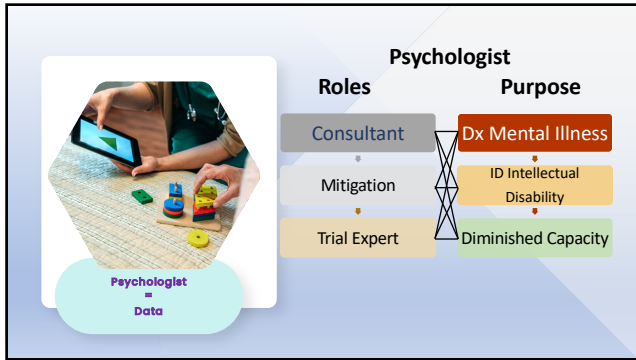 Psychologist
Roles
Purpose
Consultant
Mitigation
Trial Expert
Dx Mental Illness
ID Intellectual
Disability
Diminished Capacity
Psychologist
=
Data